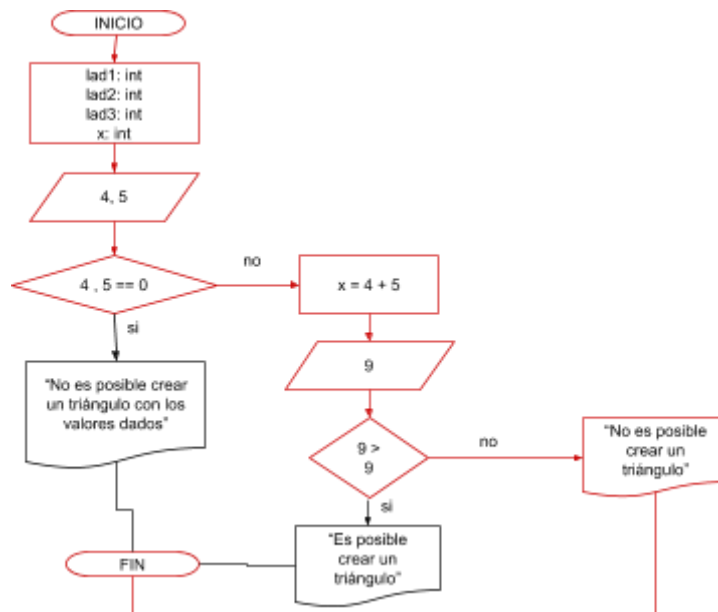 INICIO
lad1: int
lad2: int
lad3: int
x: int
4, 5
4 , 5 == 0
no
x = 4 + 5
si
9
“No es posible crear
un triángulo con los
valores dados”
9 >
9
no
“No es posible
crear un
triángulo”
si
“Es posible
crear un
triángulo”
FIN